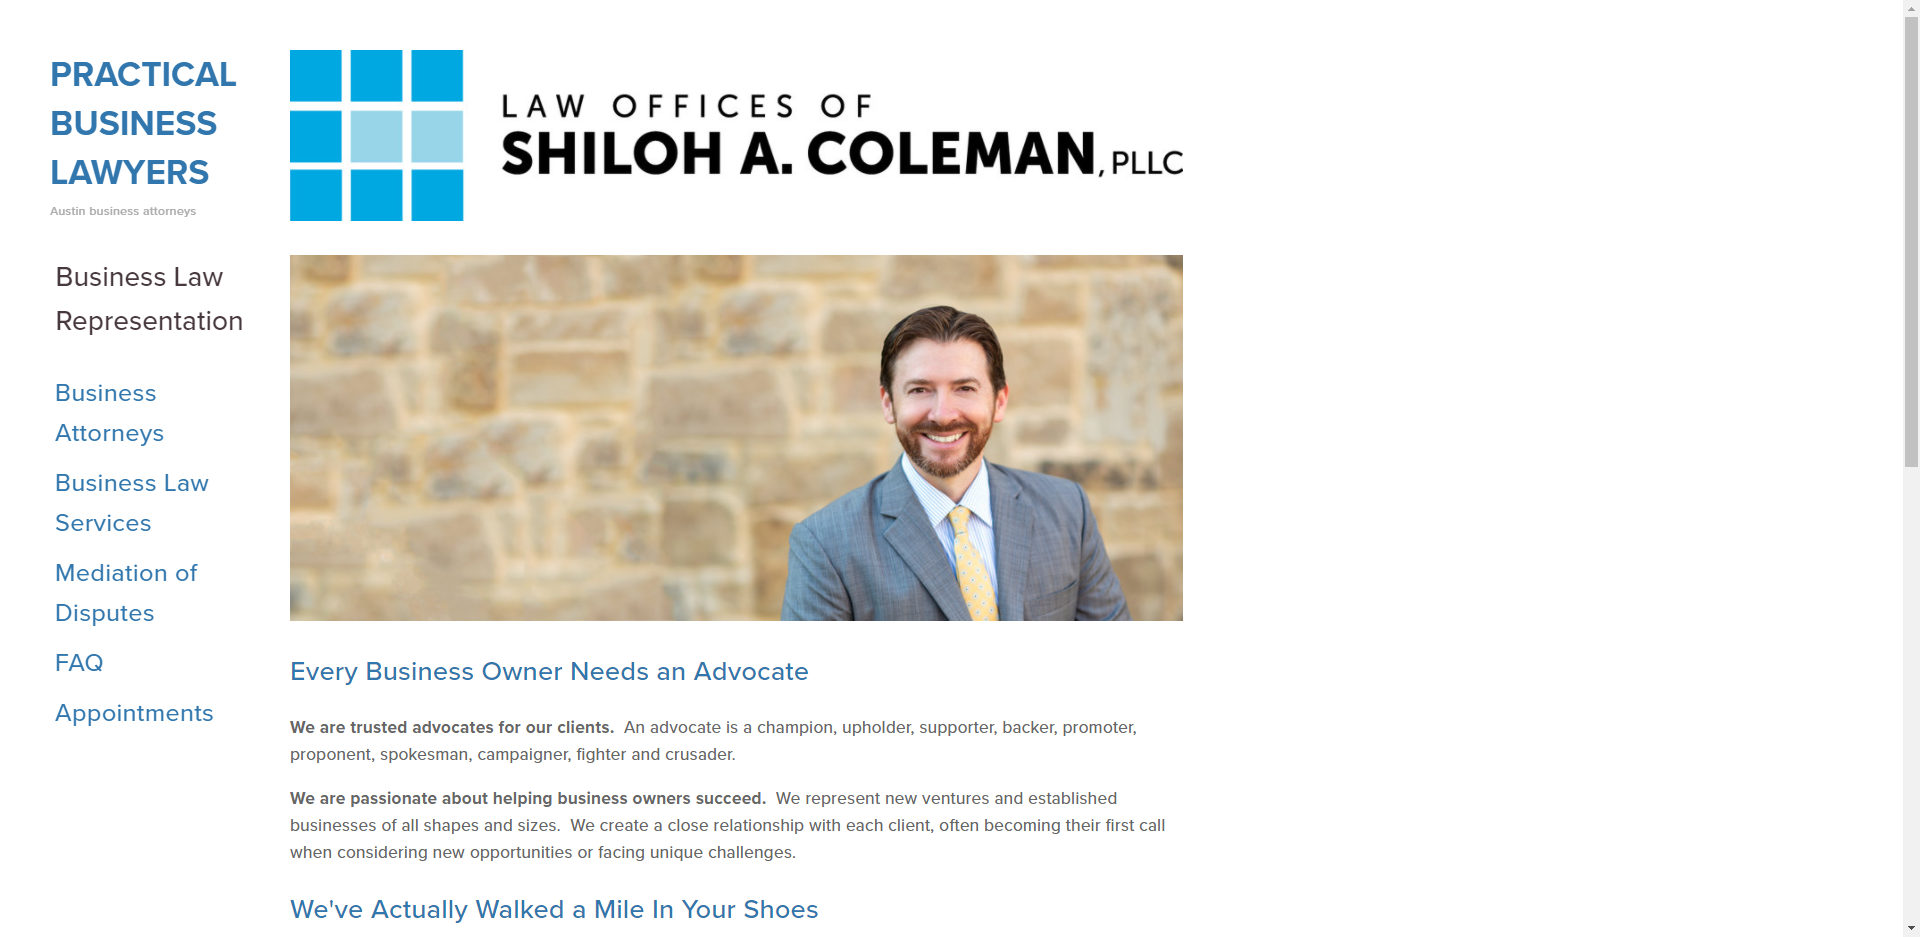 PRACTICAL
BUSINESS
LAWYERS
Austin business attorneys
Business Law
Representation
Business
Attorneys
Business Law
Services
Mediation of
Disputes
FAQ
Appointments
LAW OFFICES OF
SHILOH A. COLEMAN, PLLC
Every Business Owner Needs an Advocate
We are trusted advocates for our clients.  An advocate is a champion, upholder, supporter, backer, promoter,
proponent, spokesman, campaigner, fighter and crusader.
We are passionate about helping business owners succeed.  We represent new ventures and established
businesses of all shapes and sizes.  We create a close relationship with each client, often becoming their first call
when considering new opportunities or facing unique challenges.
We've Actually Walked a Mile In Your Shoes